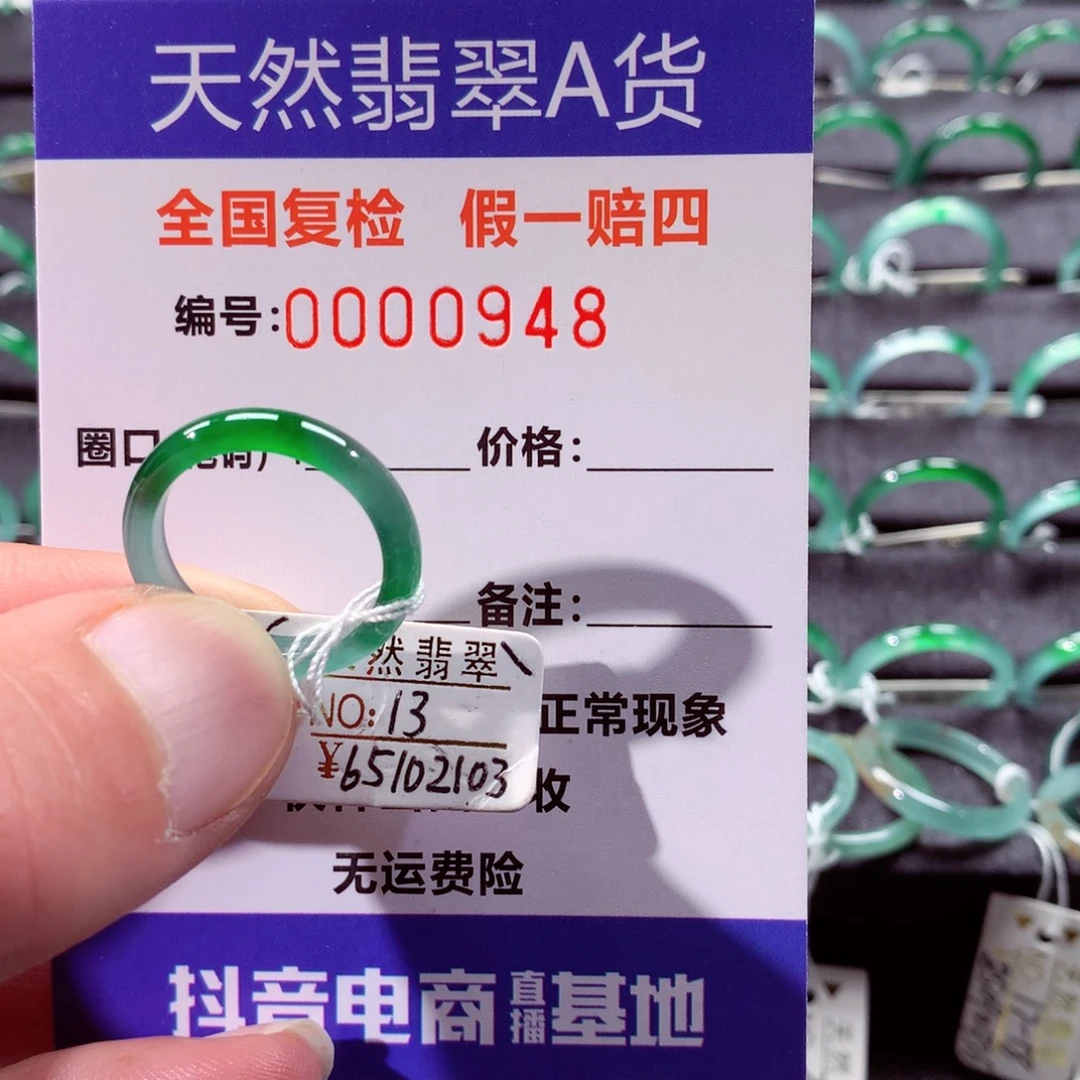 天然翡翠A货
全国复检 假一赔四
编号:0000948
圈口 码) 价格:
备注:
然翡翠
NO: 13
正常现象
¥65102103
收
无运费险
抖音电商直播基地